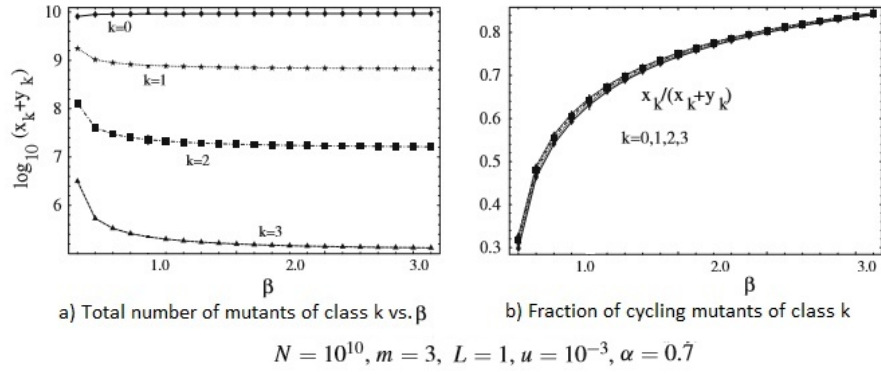 10
9
8
7
6
log₁₀ (xₖ+yₖ)
k=0
k=1
k=2
k=3
1.0 2.0 3.0
β
a) Total number of mutants of class k vs. β
0.8
0.7
0.6
0.5
0.4
0.3
xₖ/(xₖ+yₖ)
k=0,1,2,3
1.0 2.0 3.0
β
b) Fraction of cycling mutants of class k
N = 10¹⁰, m = 3, L = 1, u = 10⁻³, α = 0.7